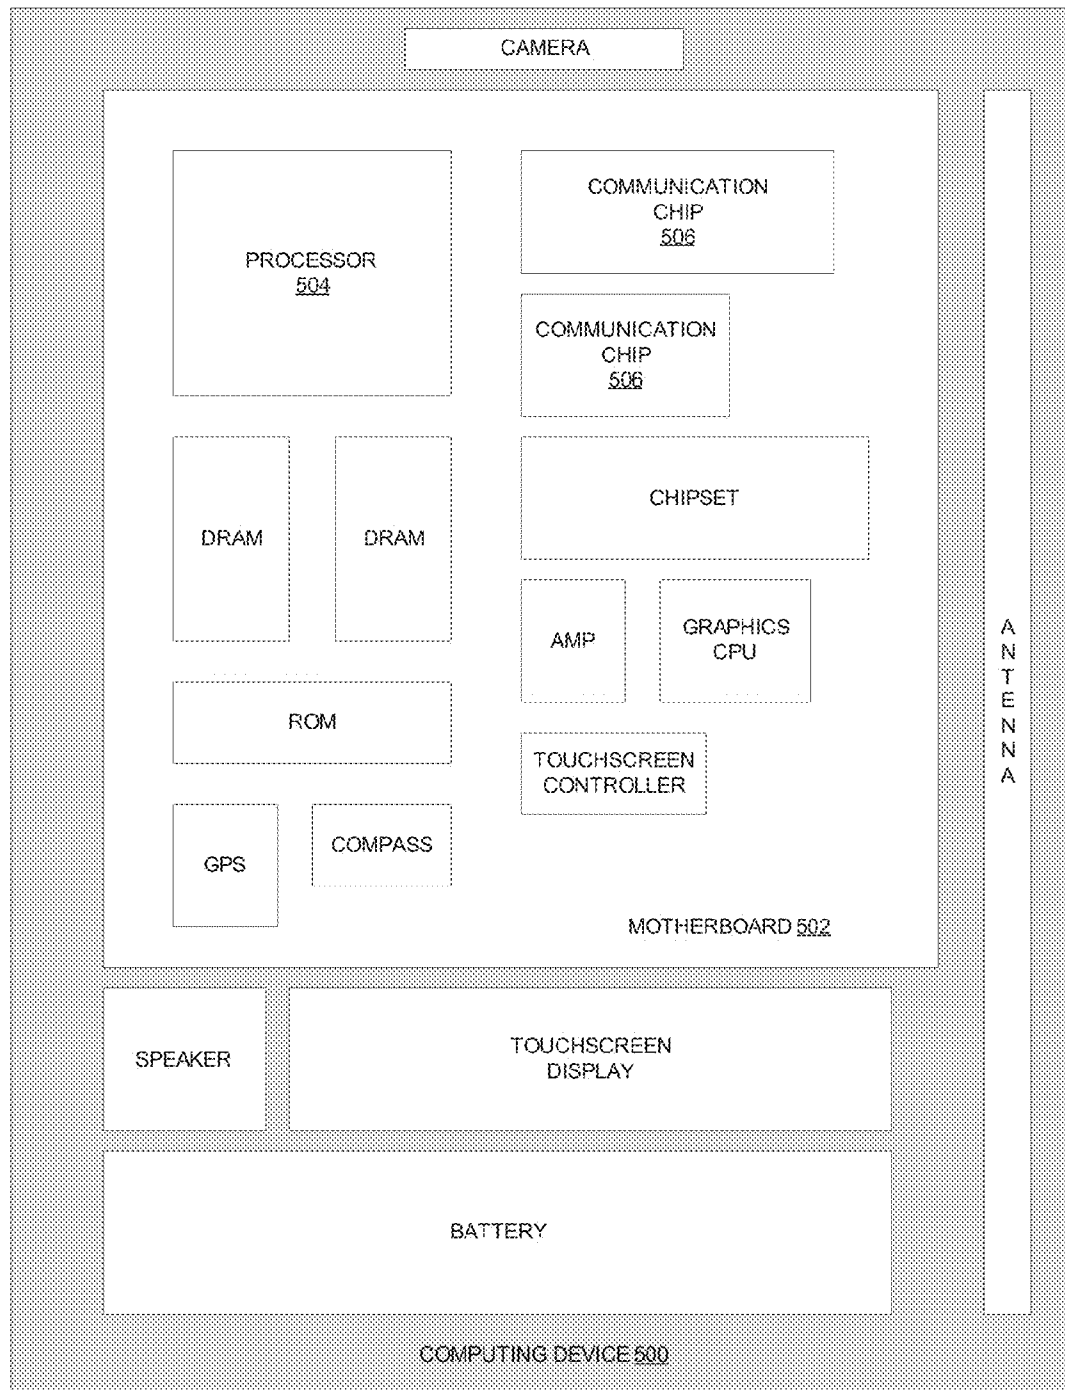 CAMERA
PROCESSOR
504
COMMUNICATION
CHIP
506
COMMUNICATION
CHIP
506
DRAM
DRAM
CHIPSET
AMP
GRAPHICS
CPU
ROM
TOUCHSCREEN
CONTROLLER
GPS
COMPASS
MOTHERBOARD 502
ANTENNA
SPEAKER
TOUCHSCREEN
DISPLAY
BATTERY
COMPUTING DEVICE 500